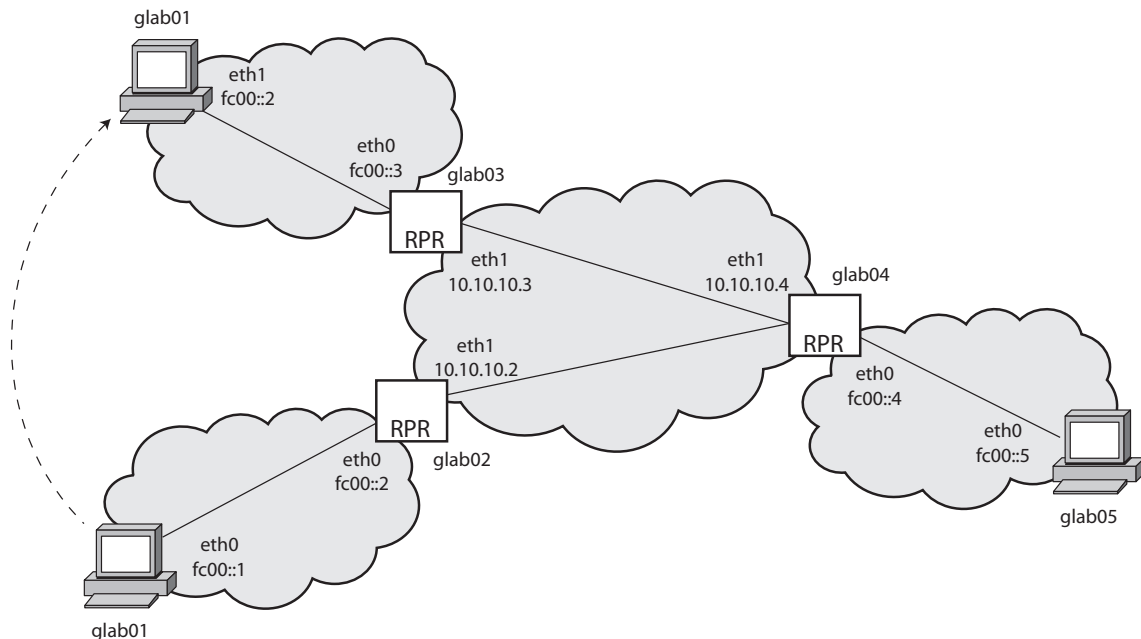 glab01
eth1
fc00::2
eth0
fc00::3
glab03
RPR
eth1
10.10.10.3
eth1
10.10.10.4
glab04
RPR
eth1
10.10.10.2
eth0
fc00::4
RPR
glab02
eth0
fc00::2
eth0
fc00::5
glab05
eth0
fc00::1
glab01